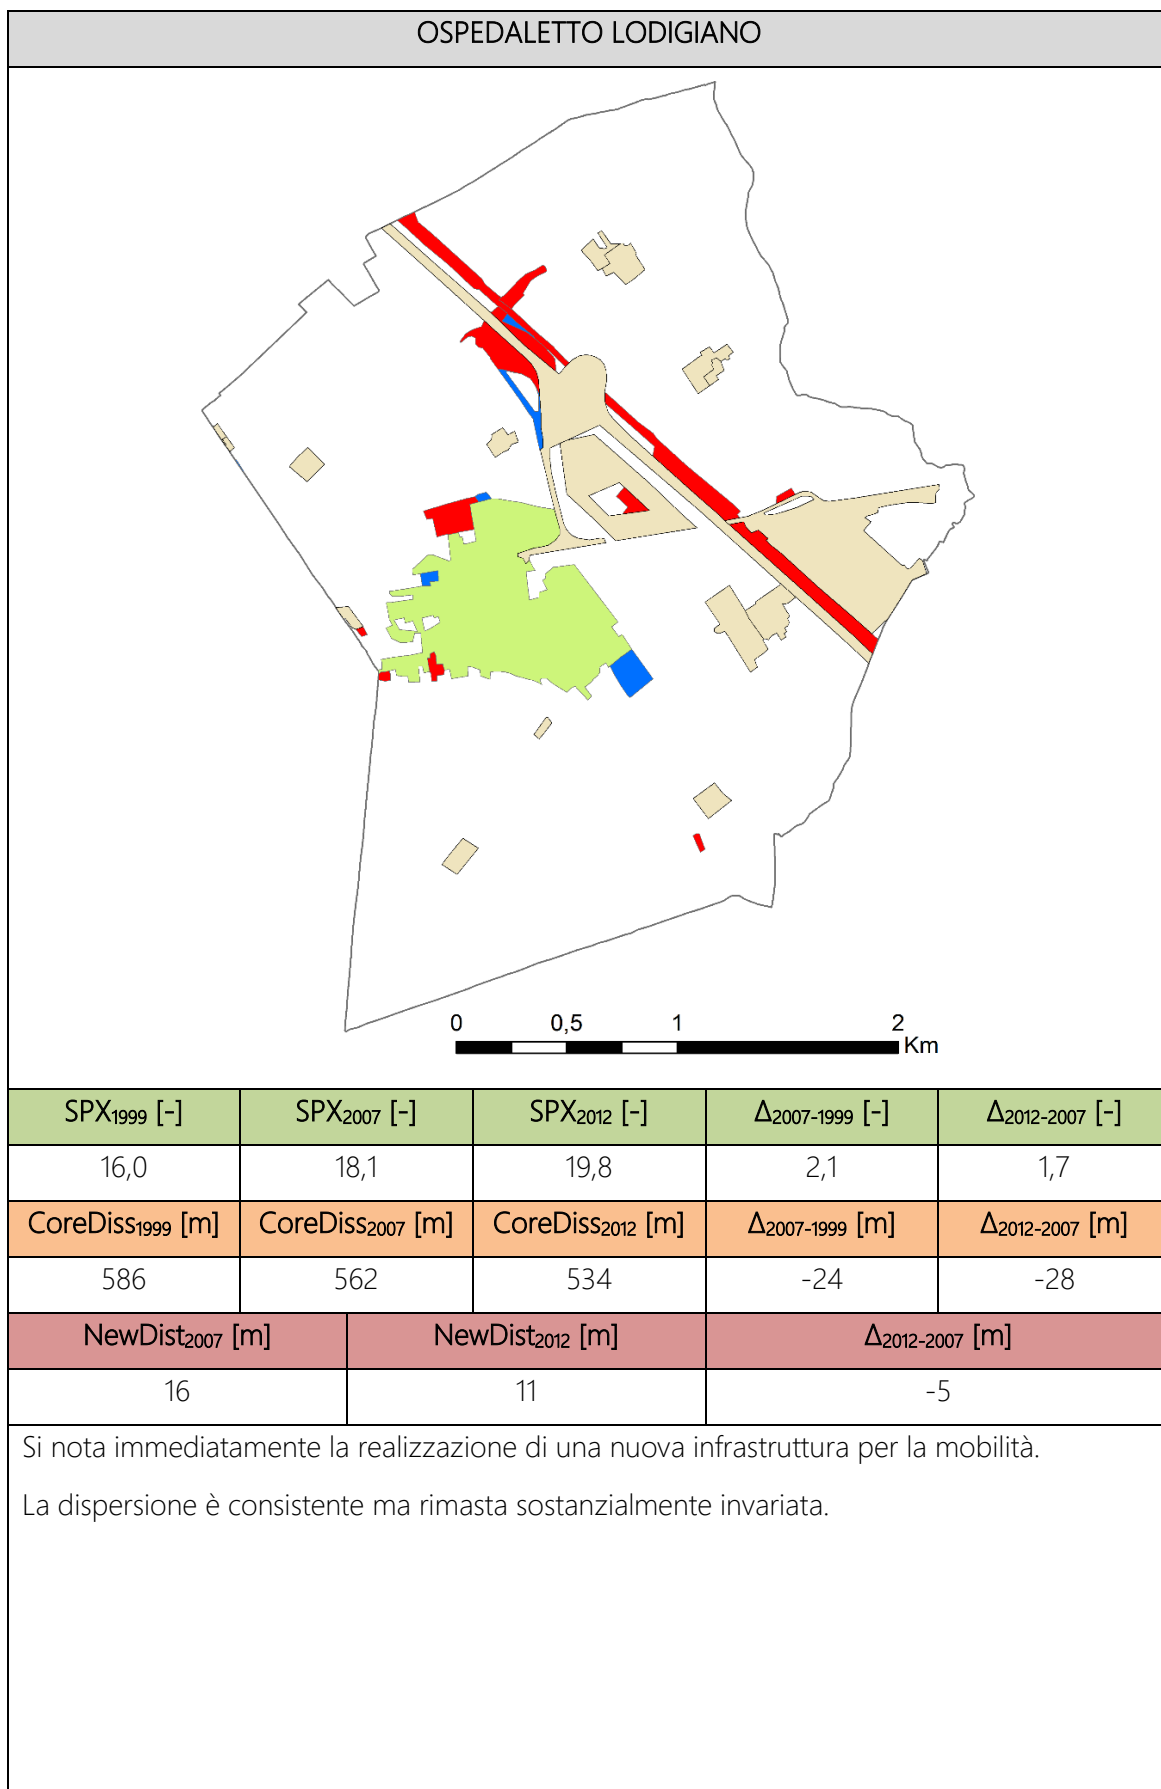 OSPEDALETTO LODIGIANO
0 0,5 1 2
Km
SPX1999 [-] SPX2007 [-] SPX2012 [-] Δ2007-1999 [-] Δ2012-2007 [-]
16,0 18,1 19,8 2,1 1,7
CoreDiss1999 [m] CoreDiss2007 [m] CoreDiss2012 [m] Δ2007-1999 [m] Δ2012-2007 [m]
586 562 534 -24 -28
NewDist2007 [m] NewDist2012 [m] Δ2012-2007 [m]
16 11 -5
Si nota immediatamente la realizzazione di una nuova infrastruttura per la mobilità.
La dispersione è consistente ma rimasta sostanzialmente invariata.